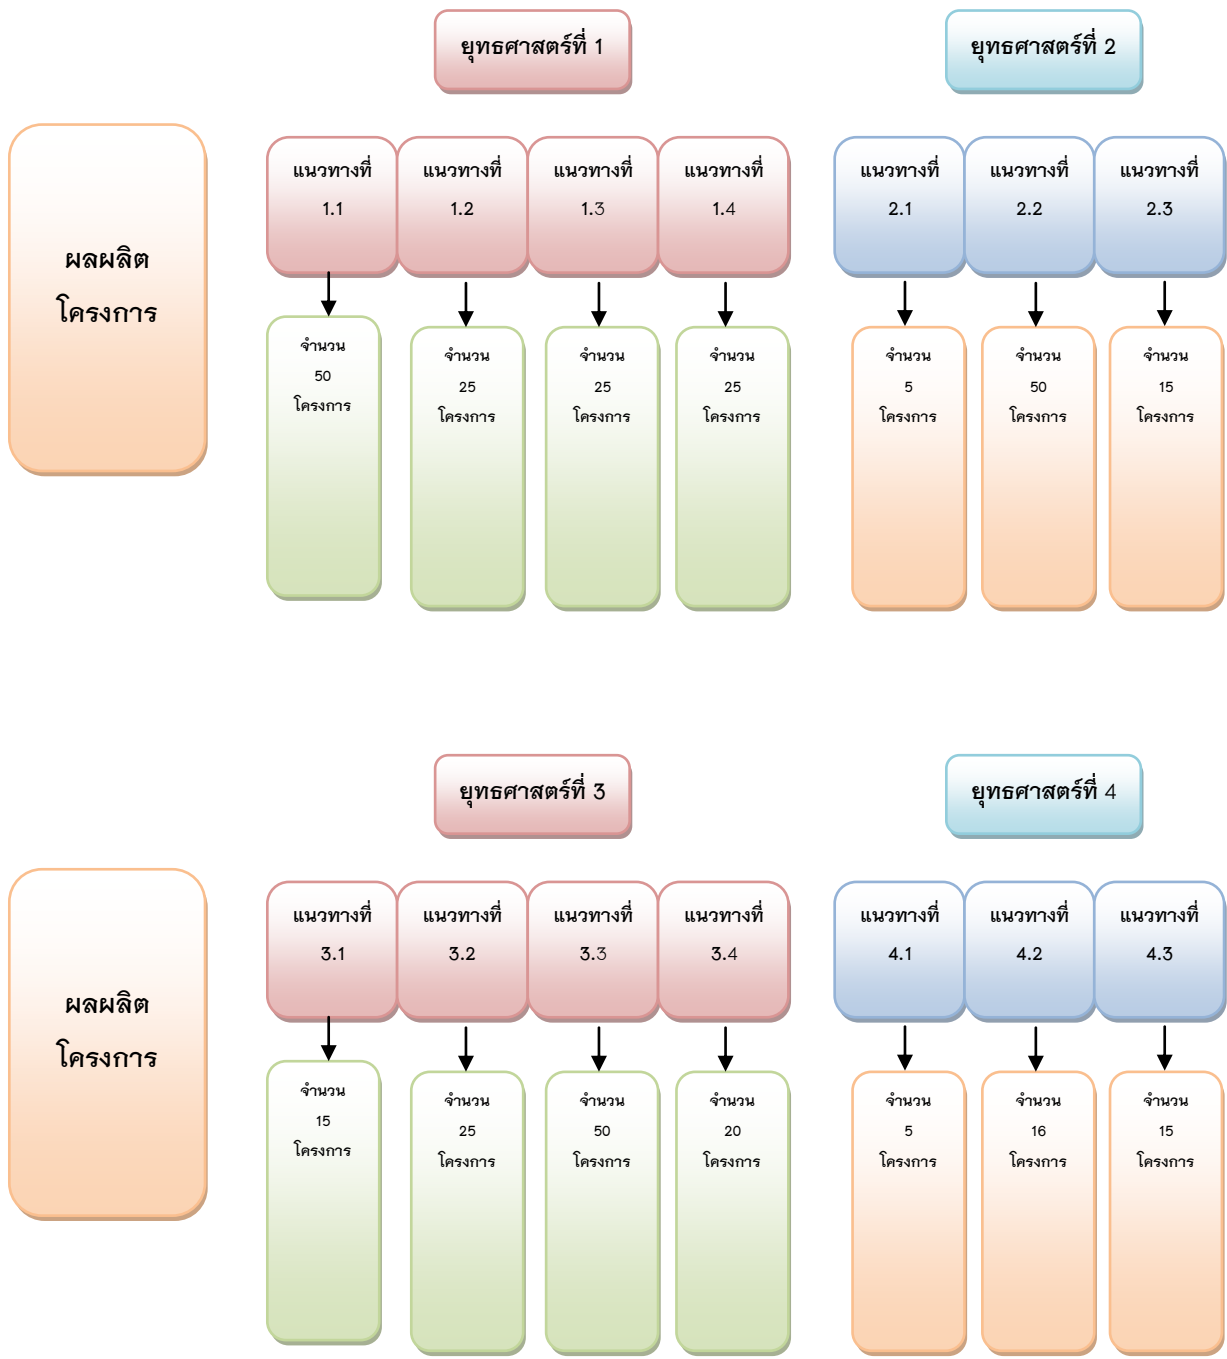 ยุทธศาสตร์ที่ 1
ยุทธศาสตร์ที่ 2
ผลผลิต
โครงการ
แนวทางที่
1.1
แนวทางที่
1.2
แนวทางที่
1.3
แนวทางที่
1.4
แนวทางที่
2.1
แนวทางที่
2.2
แนวทางที่
2.3
จำนวน
50
โครงการ
จำนวน
25
โครงการ
จำนวน
25
โครงการ
จำนวน
25
โครงการ
จำนวน
5
โครงการ
จำนวน
50
โครงการ
จำนวน
15
โครงการ
ยุทธศาสตร์ที่ 3
ยุทธศาสตร์ที่ 4
ผลผลิต
โครงการ
แนวทางที่
3.1
แนวทางที่
3.2
แนวทางที่
3.3
แนวทางที่
3.4
แนวทางที่
4.1
แนวทางที่
4.2
แนวทางที่
4.3
จำนวน
15
โครงการ
จำนวน
25
โครงการ
จำนวน
50
โครงการ
จำนวน
20
โครงการ
จำนวน
5
โครงการ
จำนวน
16
โครงการ
จำนวน
15
โครงการ